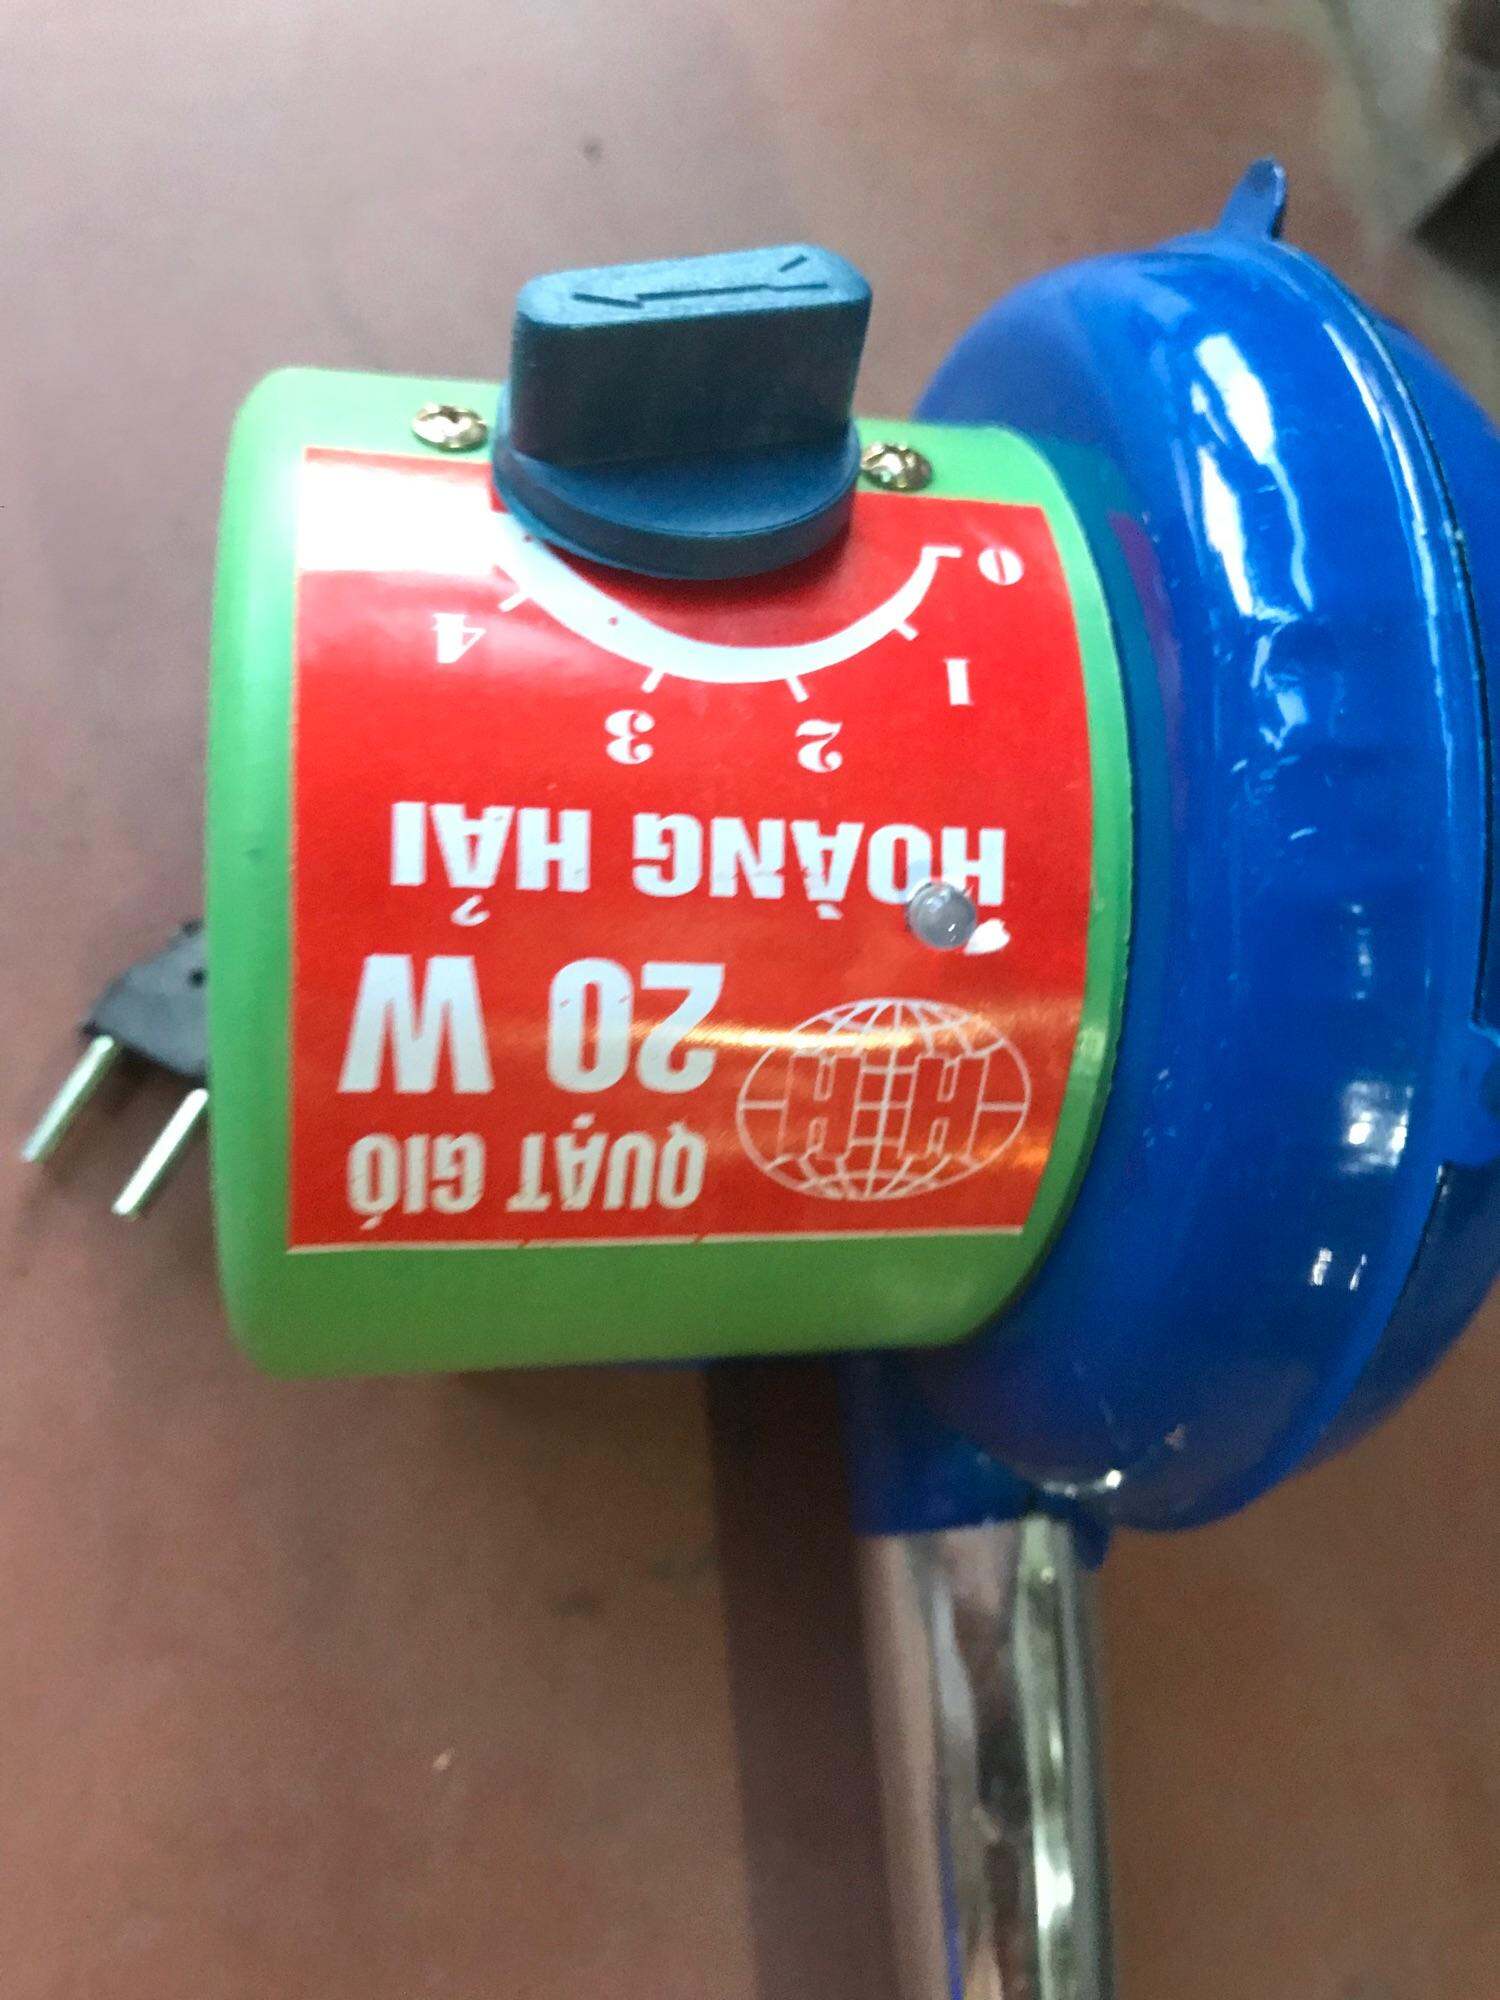 QUẠT GIÓ
20 W
H-H
HOÀNG HẢI
0 1 2 3 4